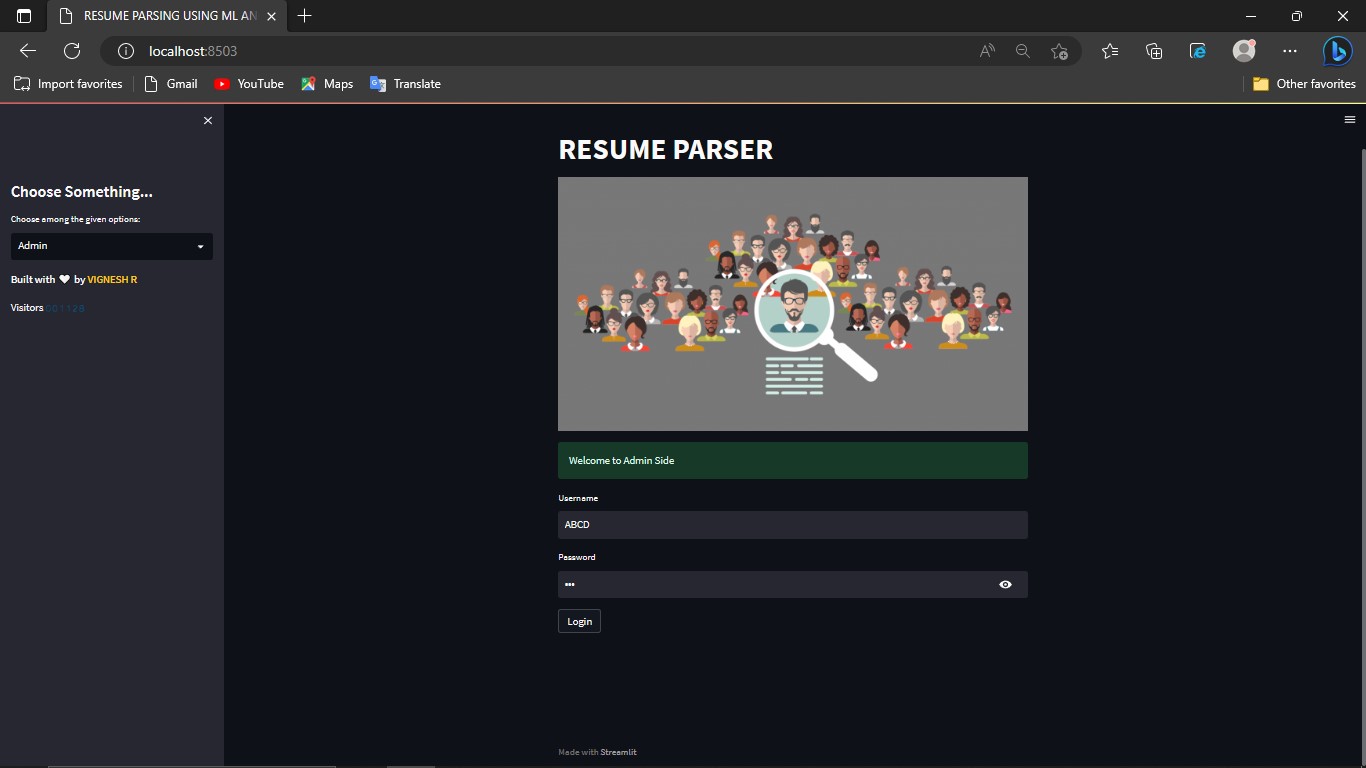 RESUME PARSING USING ML AN
localhost:8503
Import favorites
Gmail
YouTube
Maps
Translate
Other favorites
Choose Something...
Choose among the given options:
Admin
Built with ❤ by VIGNESH R
Visitors 001128
RESUME PARSER
Welcome to Admin Side
Username
ABCD
Password
Login
Made with Streamlit